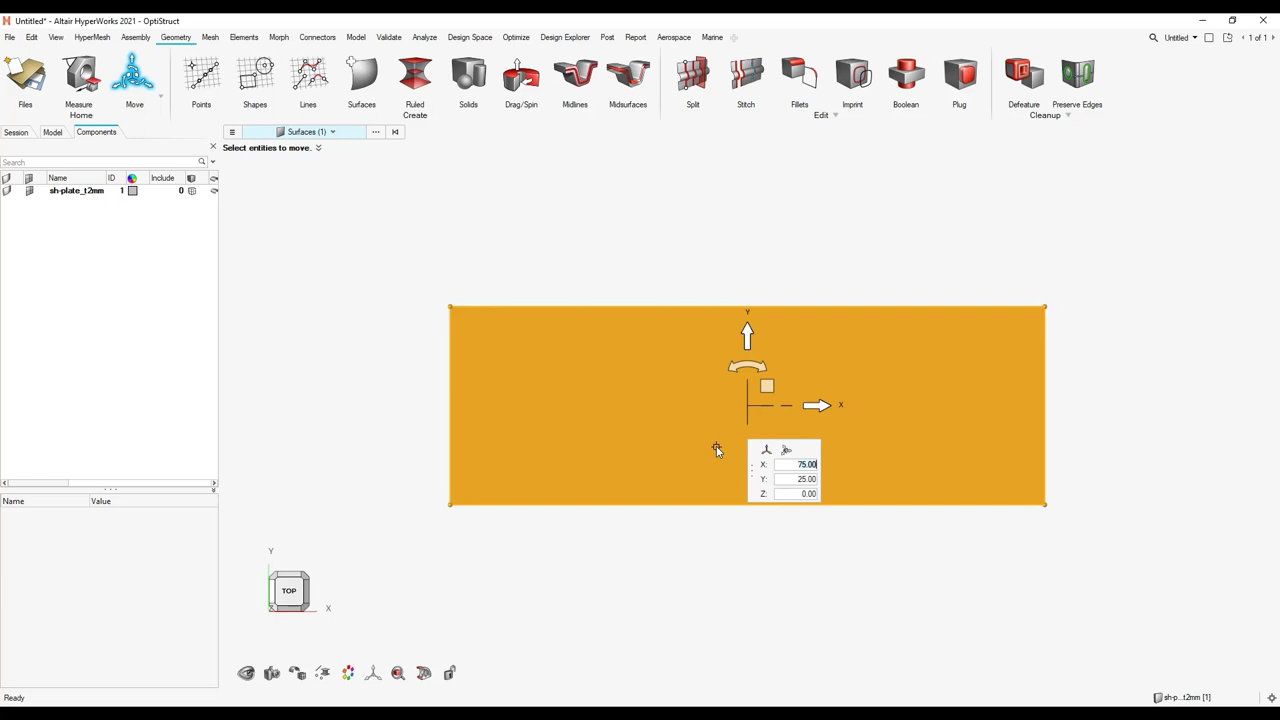 Untitled* - Altair HyperWorks 2021 - OptiStruct
File Edit View HyperMesh Assembly Geometry Mesh Elements Morph Connectors Model Validate Analyze Design Space Optimize Design Explorer Post Report Aerospace Marine Untitled 1 of 1
Files Measure Move Points Shapes Lines Surfaces Ruled Solids Drag/Spin Midlines Midsurfaces Split Stitch Fillets Imprint Boolean Plug Defeature Preserve Edges
Home Create Edit Cleanup
Session Model Components Surfaces (1)
Select entities to move.
Search
Name ID Include
sh-plate_t2mm 1 0
Y
X
X: 75.00
Y: 25.00
Z: 0.00
Name Value
Y
TOP
X
Ready sh-p...t2mm [1]